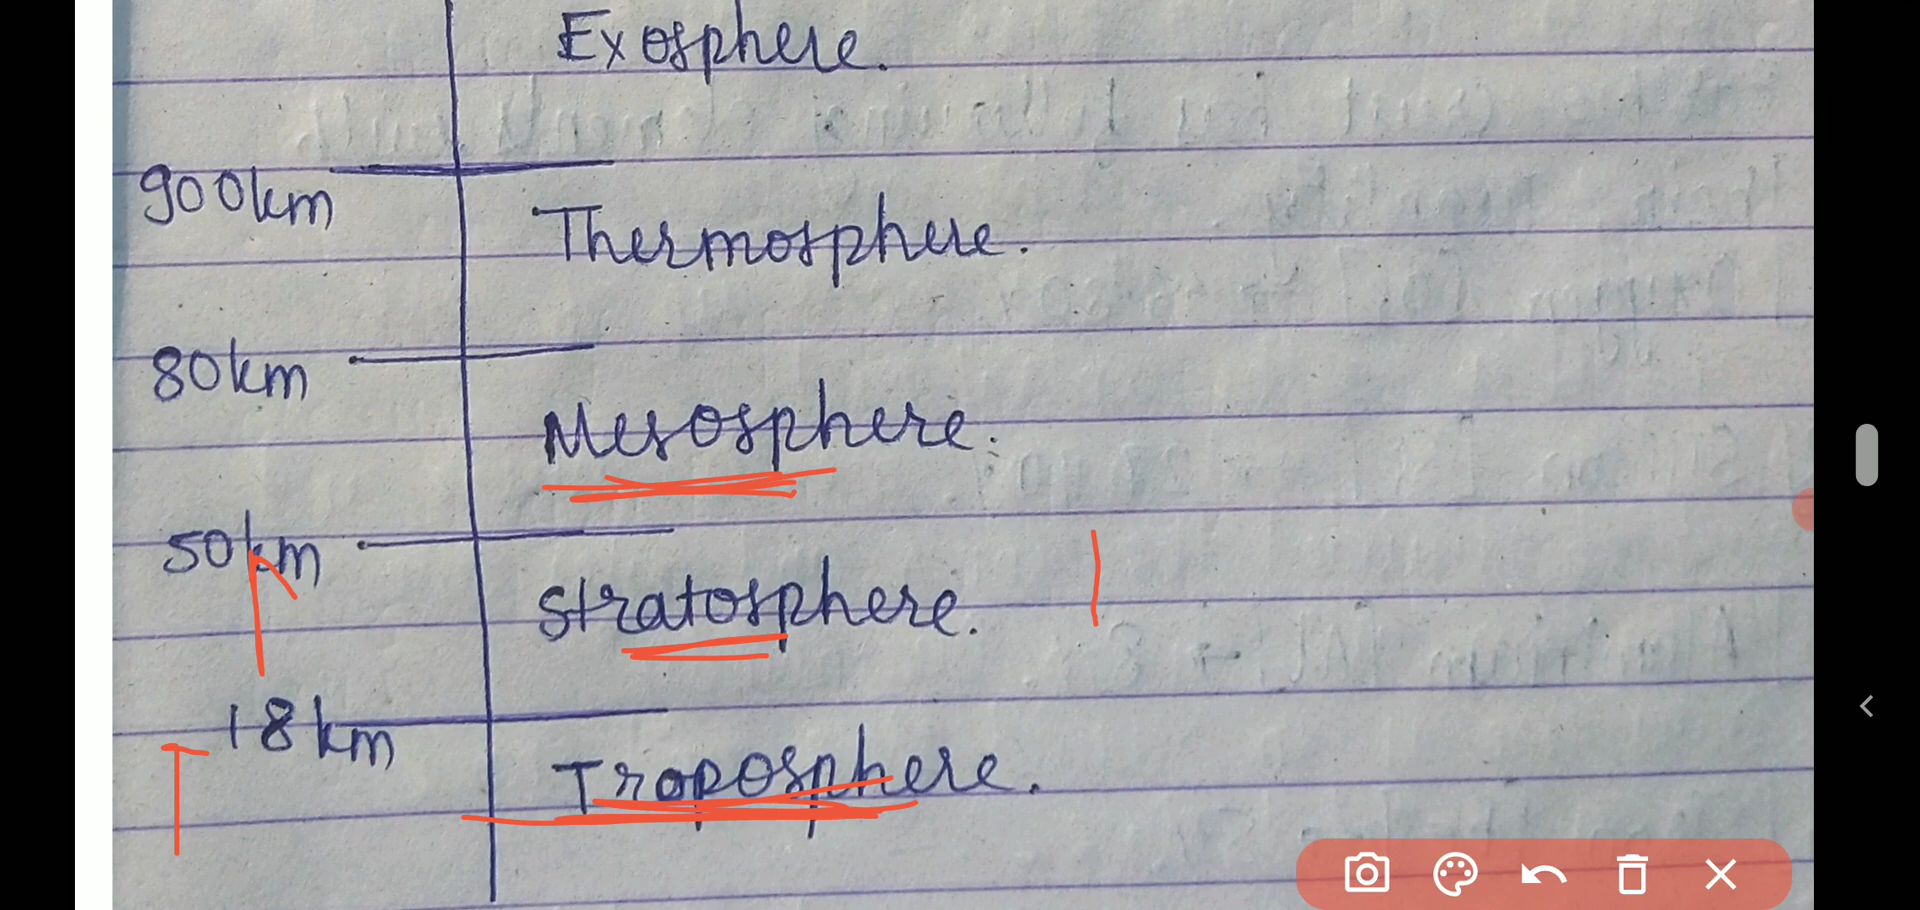 Exosphere.
900km
Thermosphere.
80km
Mesosphere.
50km
Stratosphere.
18km
Troposphere.